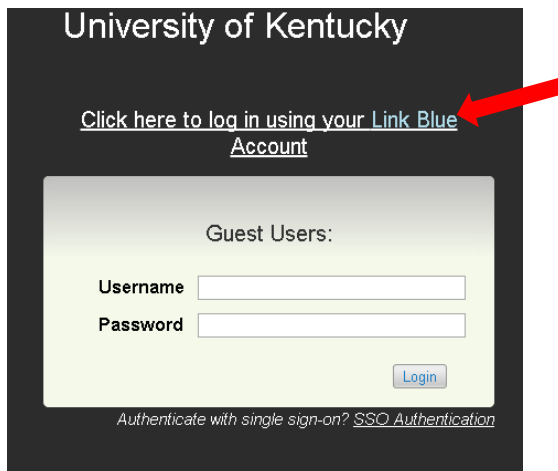 University of Kentucky
Click here to log in using your Link Blue
Account
Guest Users:
Username
Password
Login
Authenticate with single sign-on? SSO Authentication